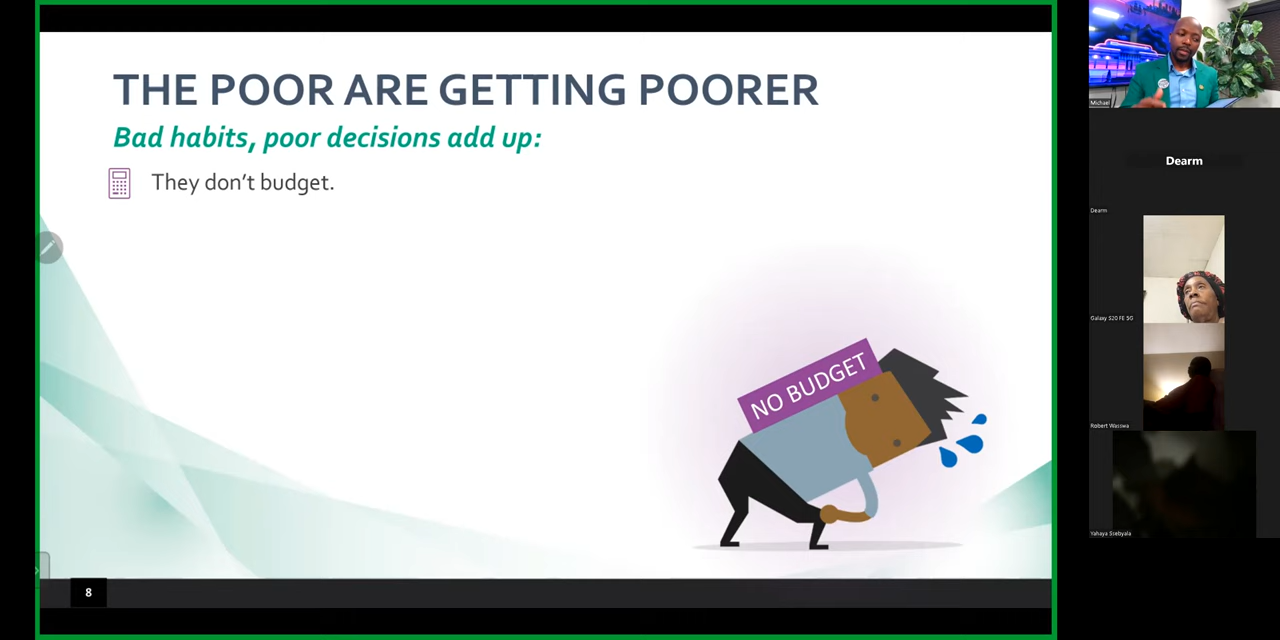 THE POOR ARE GETTING POORER
Bad habits, poor decisions add up:
They don’t budget.
NO BUDGET
8
Michael
Dearm
Dearm
Galaxy S20 FE 5G
Robert Waswa
Yahaya Ssebyala